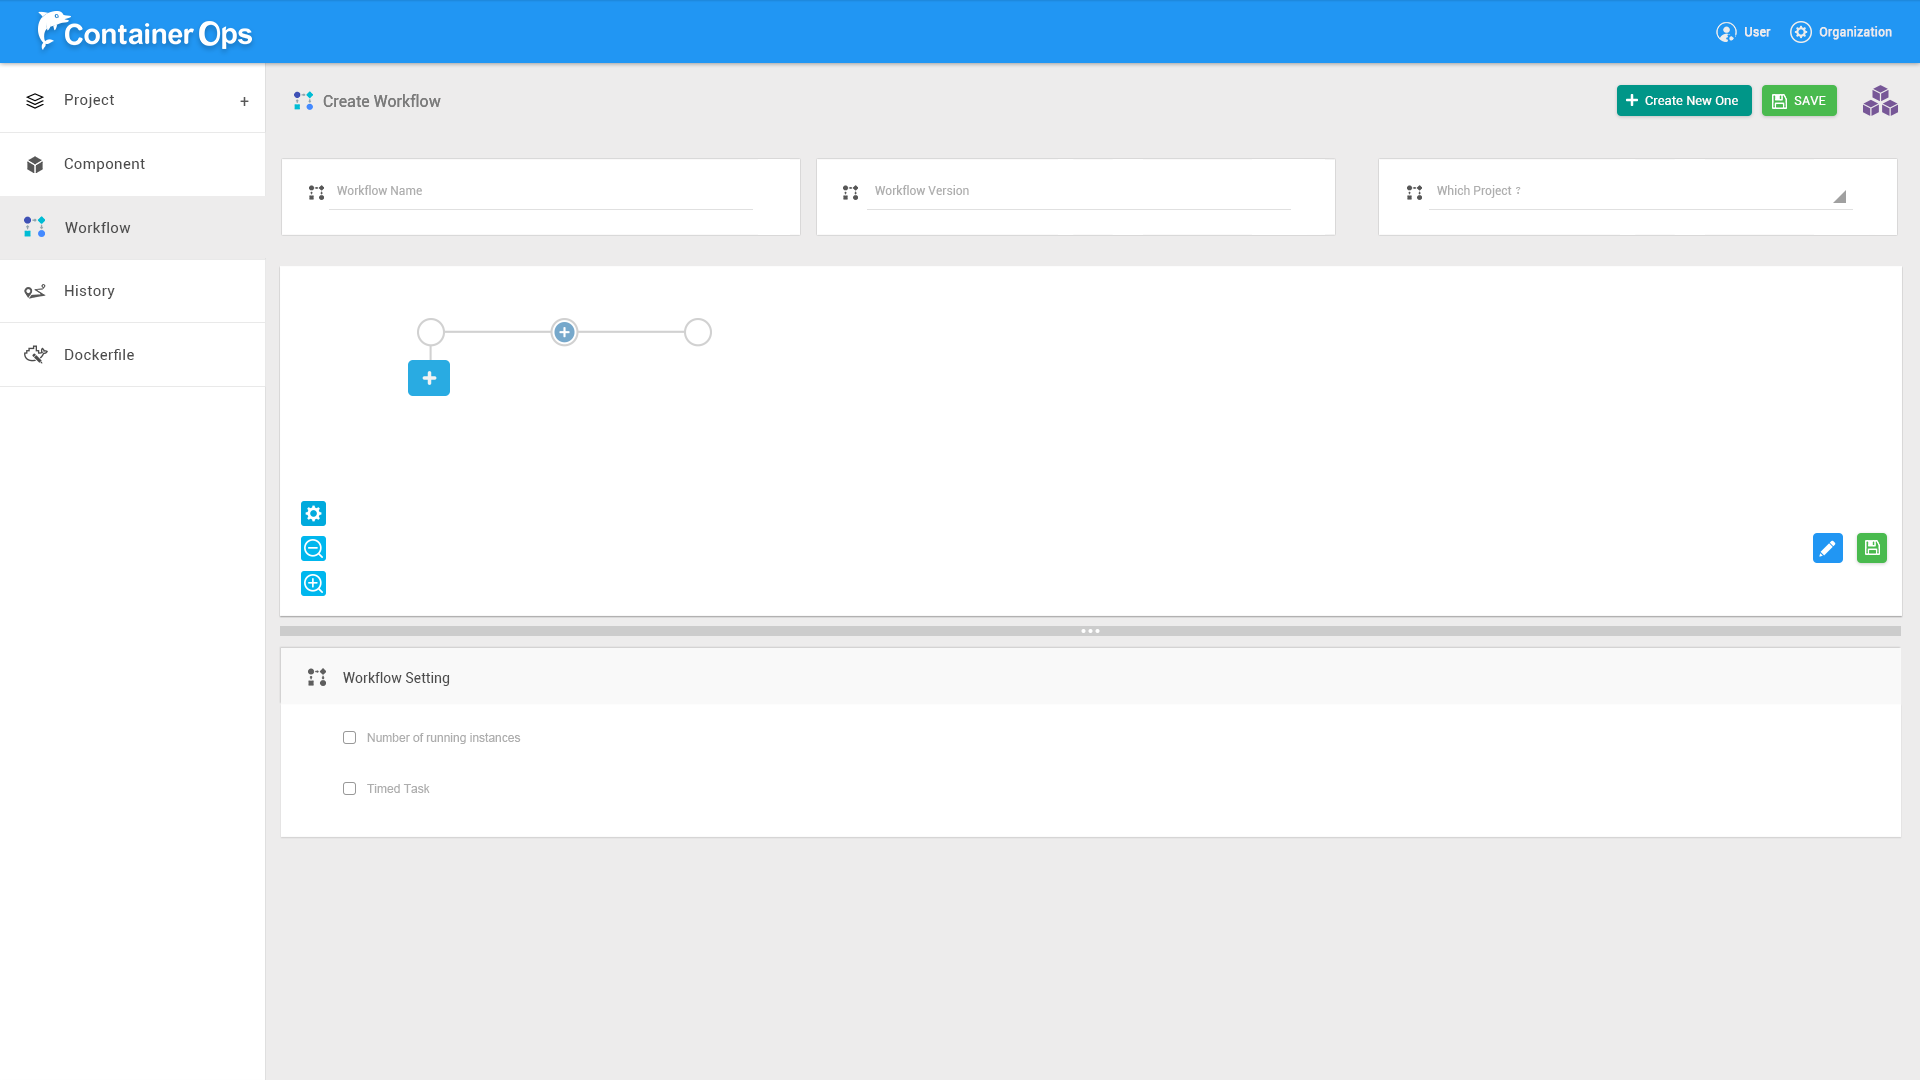 Container Ops
User
Organization
Project
+
Component
Workflow
History
Dockerfile
Create Workflow
Create New One
SAVE
Workflow Name
Workflow Version
Which Project ?
Workflow Setting
Number of running instances
Timed Task